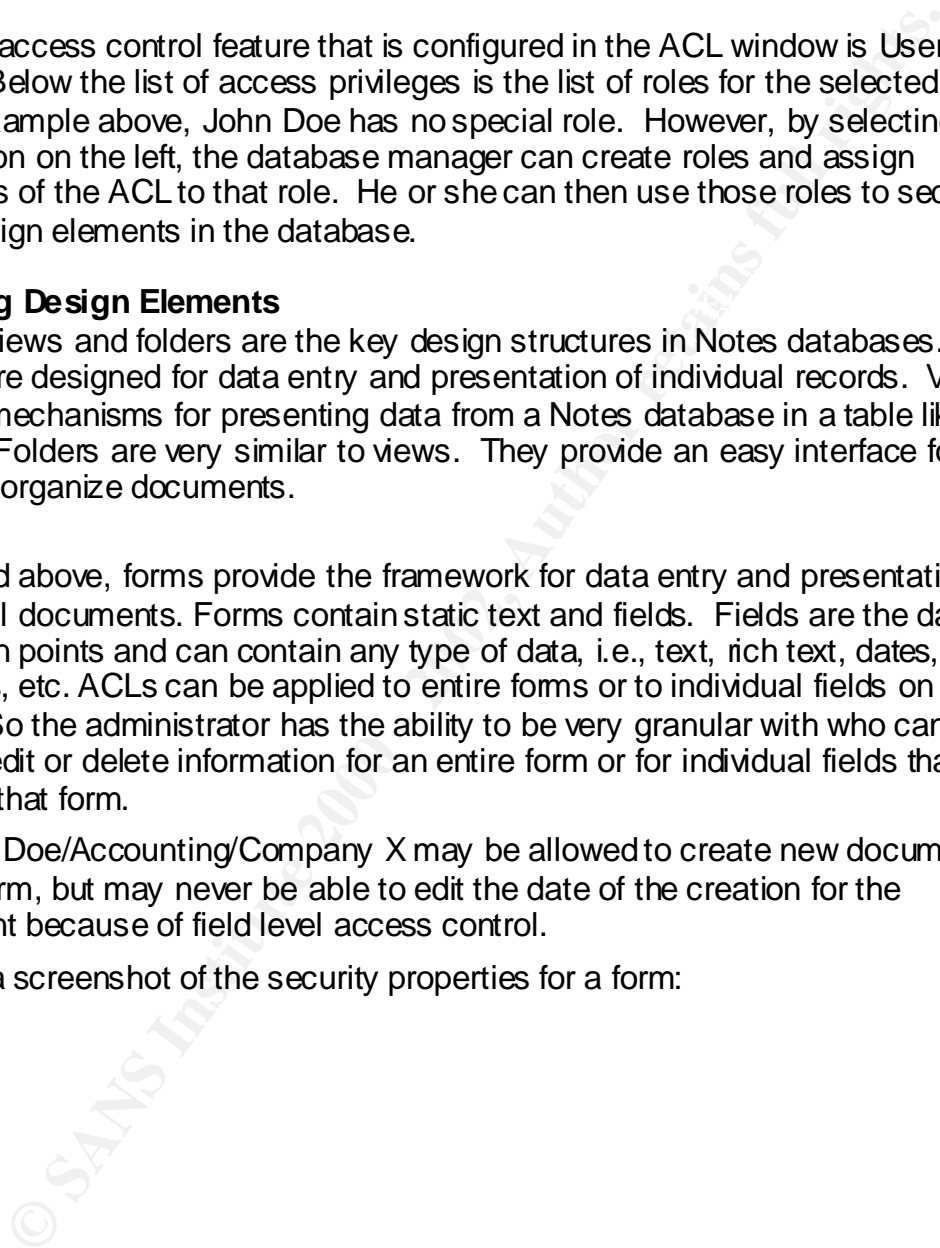 access control feature that is configured in the ACL window is User
Below the list of access privileges is the list of roles for the selected
ample above, John Doe has no special role. However, by selecting
on on the left, the database manager can create roles and assign
s of the ACL to that role. He or she can then use those roles to sec
ign elements in the database.
g Design Elements
iews and folders are the key design structures in Notes databases.
re designed for data entry and presentation of individual records. V
mechanisms for presenting data from a Notes database in a table lik
Folders are very similar to views. They provide an easy interface fo
organize documents.
d above, forms provide the framework for data entry and presentati
l documents. Forms contain static text and fields. Fields are the da
n points and can contain any type of data, i.e., text, rich text, dates,
s, etc. ACLs can be applied to entire forms or to individual fields on
So the administrator has the ability to be very granular with who can
edit or delete information for an entire form or for individual fields tha
that form.
Doe/Accounting/Company X may be allowed to create new docum
rm, but may never be able to edit the date of the creation for the
nt because of field level access control.
a screenshot of the security properties for a form:
© SANS Institute 2000 - 2002, Author retains full rights.